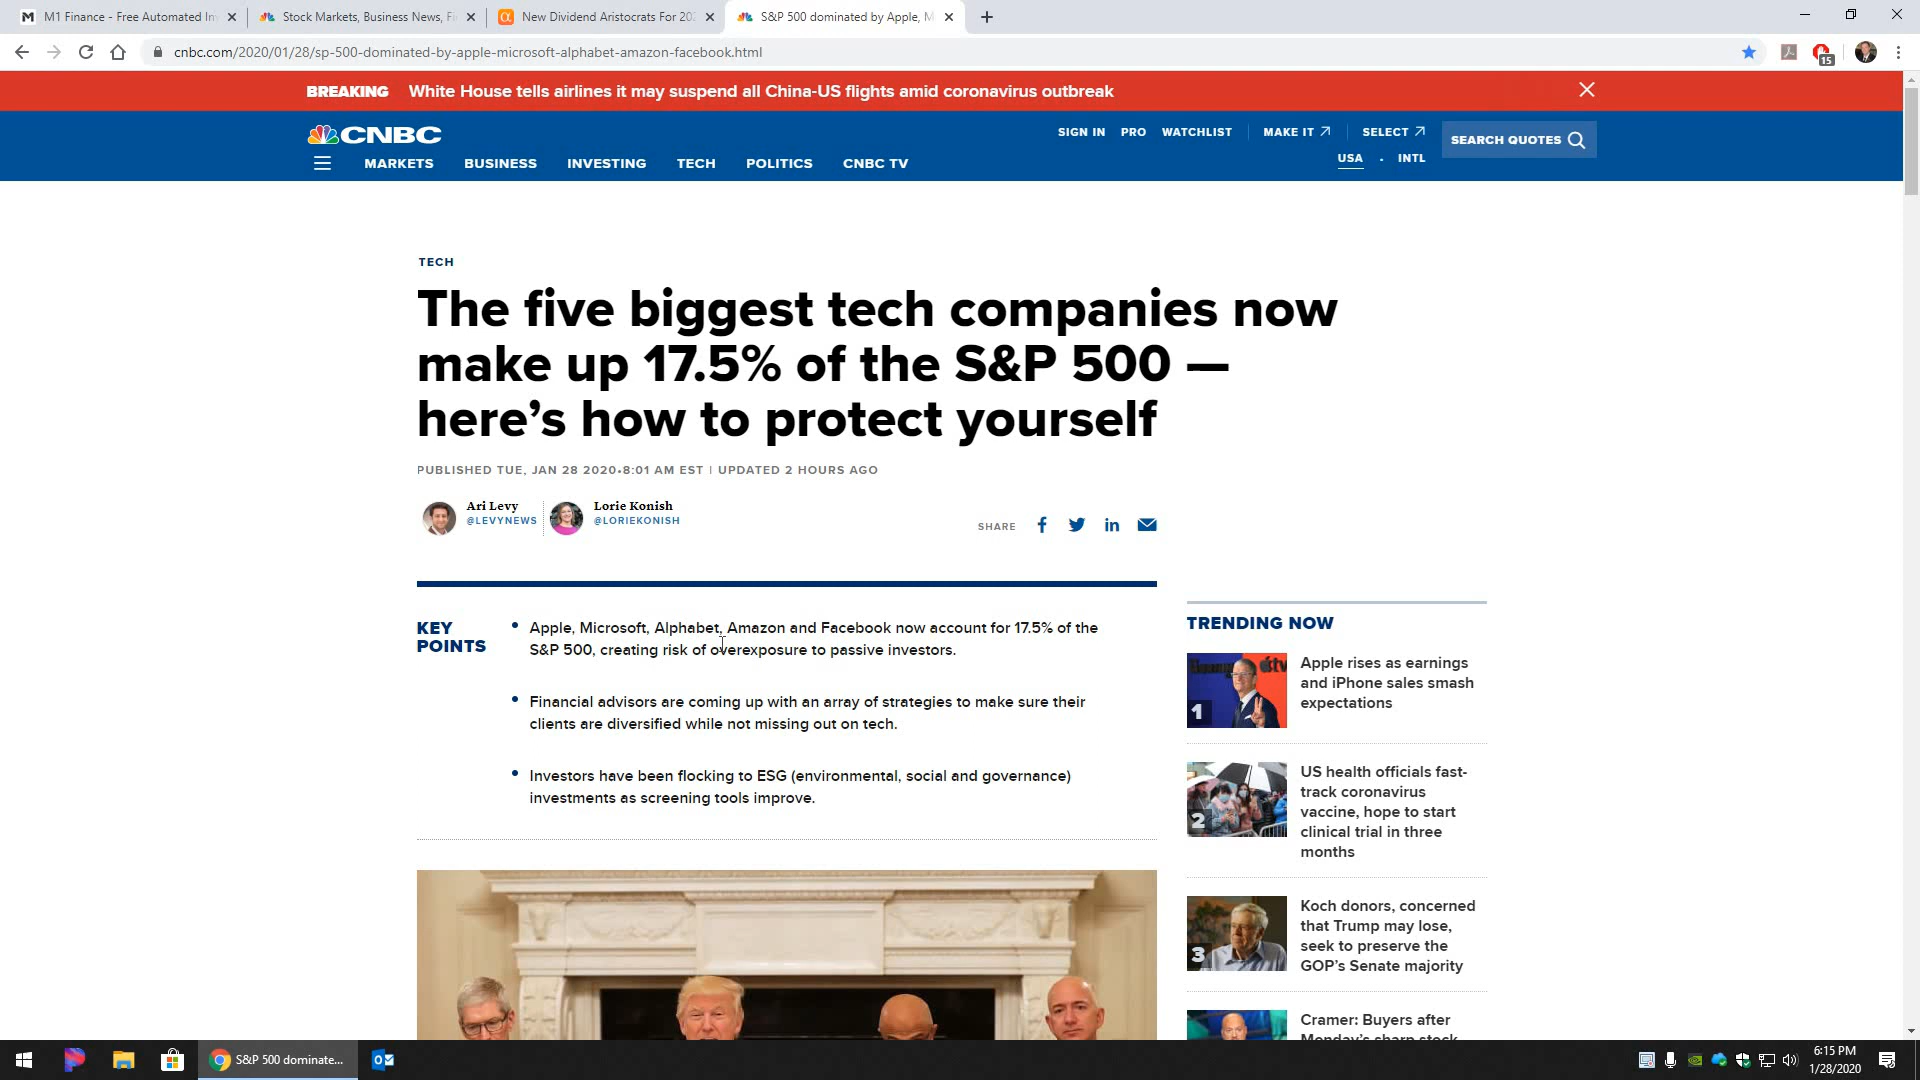 M1 Finance - Free Automated In
Stock Markets, Business News, Fi
New Dividend Aristocrats For 202
S&P 500 dominated by Apple, M
cnbc.com/2020/01/28/sp-500-dominated-by-apple-microsoft-alphabet-amazon-facebook.html
15
BREAKING White House tells airlines it may suspend all China-US flights amid coronavirus outbreak
CNBC
SIGN IN PRO WATCHLIST MAKE IT SELECT
USA · INTL
SEARCH QUOTES
MARKETS BUSINESS INVESTING TECH POLITICS CNBC TV
TECH
The five biggest tech companies now
make up 17.5% of the S&P 500 —
here’s how to protect yourself
PUBLISHED TUE, JAN 28 2020•8:01 AM EST | UPDATED 2 HOURS AGO
Ari Levy
@LEVYNEWS
Lorie Konish
@LORIEKONISH
SHARE
KEY
POINTS
Apple, Microsoft, Alphabet, Amazon and Facebook now account for 17.5% of the
S&P 500, creating risk of overexposure to passive investors.
Financial advisors are coming up with an array of strategies to make sure their
clients are diversified while not missing out on tech.
Investors have been flocking to ESG (environmental, social and governance)
investments as screening tools improve.
TRENDING NOW
1
Apple rises as earnings
and iPhone sales smash
expectations
2
US health officials fast-
track coronavirus
vaccine, hope to start
clinical trial in three
months
3
Koch donors, concerned
that Trump may lose,
seek to preserve the
GOP’s Senate majority
Cramer: Buyers after
Monday’s sharp stock
S&P 500 dominate...
6:15 PM
1/28/2020